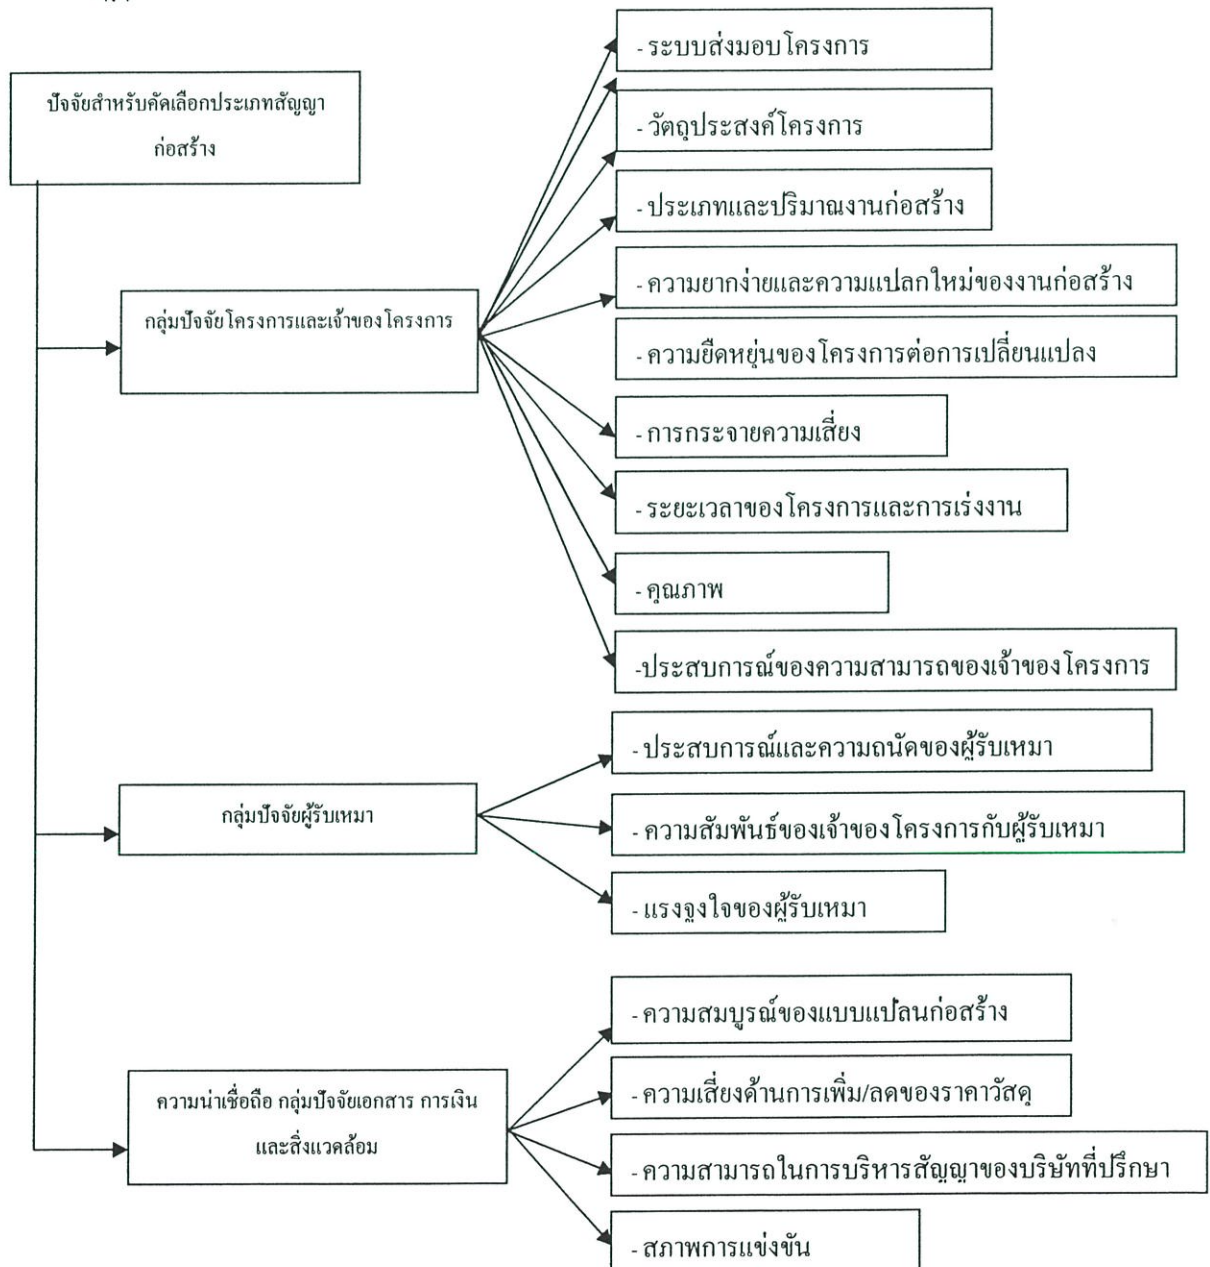 ปัจจัยสำหรับคัดเลือกประเภทสัญญา
ก่อสร้าง
กลุ่มปัจจัยโครงการและเจ้าของโครงการ
- ระบบส่งมอบโครงการ
- วัตถุประสงค์โครงการ
- ประเภทและปริมาณงานก่อสร้าง
- ความยากง่ายและความแปลกใหม่ของงานก่อสร้าง
- ความยืดหยุ่นของโครงการต่อการเปลี่ยนแปลง
- การกระจายความเสี่ยง
- ระยะเวลาของโครงการและการเร่งงาน
- คุณภาพ
-ประสบการณ์ของความสามารถของเจ้าของโครงการ
กลุ่มปัจจัยผู้รับเหมา
- ประสบการณ์และความถนัดของผู้รับเหมา
- ความสัมพันธ์ของเจ้าของโครงการกับผู้รับเหมา
- แรงจูงใจของผู้รับเหมา
ความน่าเชื่อถือ กลุ่มปัจจัยเอกสาร การเงิน
และสิ่งแวดล้อม
- ความสมบูรณ์ของแบบแปลนก่อสร้าง
- ความเสี่ยงด้านการเพิ่ม/ลดของราคาวัสดุ
- ความสามารถในการบริหารสัญญาของบริษัทที่ปรึกษา
- สภาพการแข่งขัน